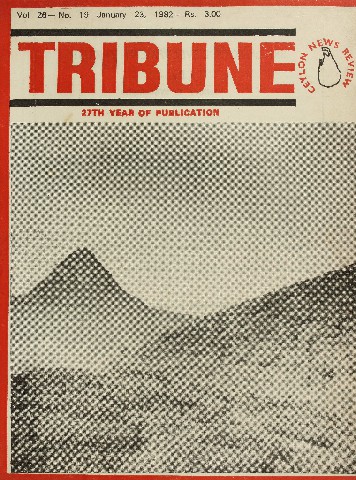 Vol 26 — No. 19 January 23, 1982 - Rs. 3.00
TRIBUNE
CEYLON NEWS REVIEW
27TH YEAR OF PUBLICATION